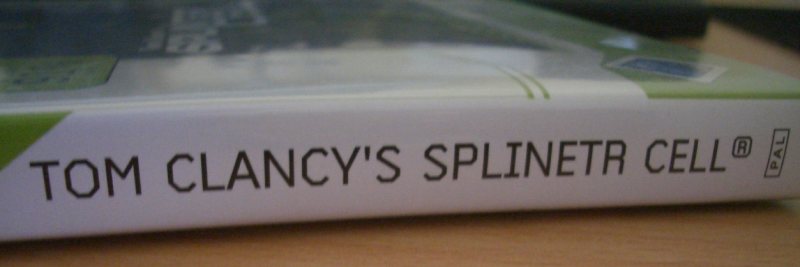 TOM CLANCY'S SPLINETR CELL®
PAL